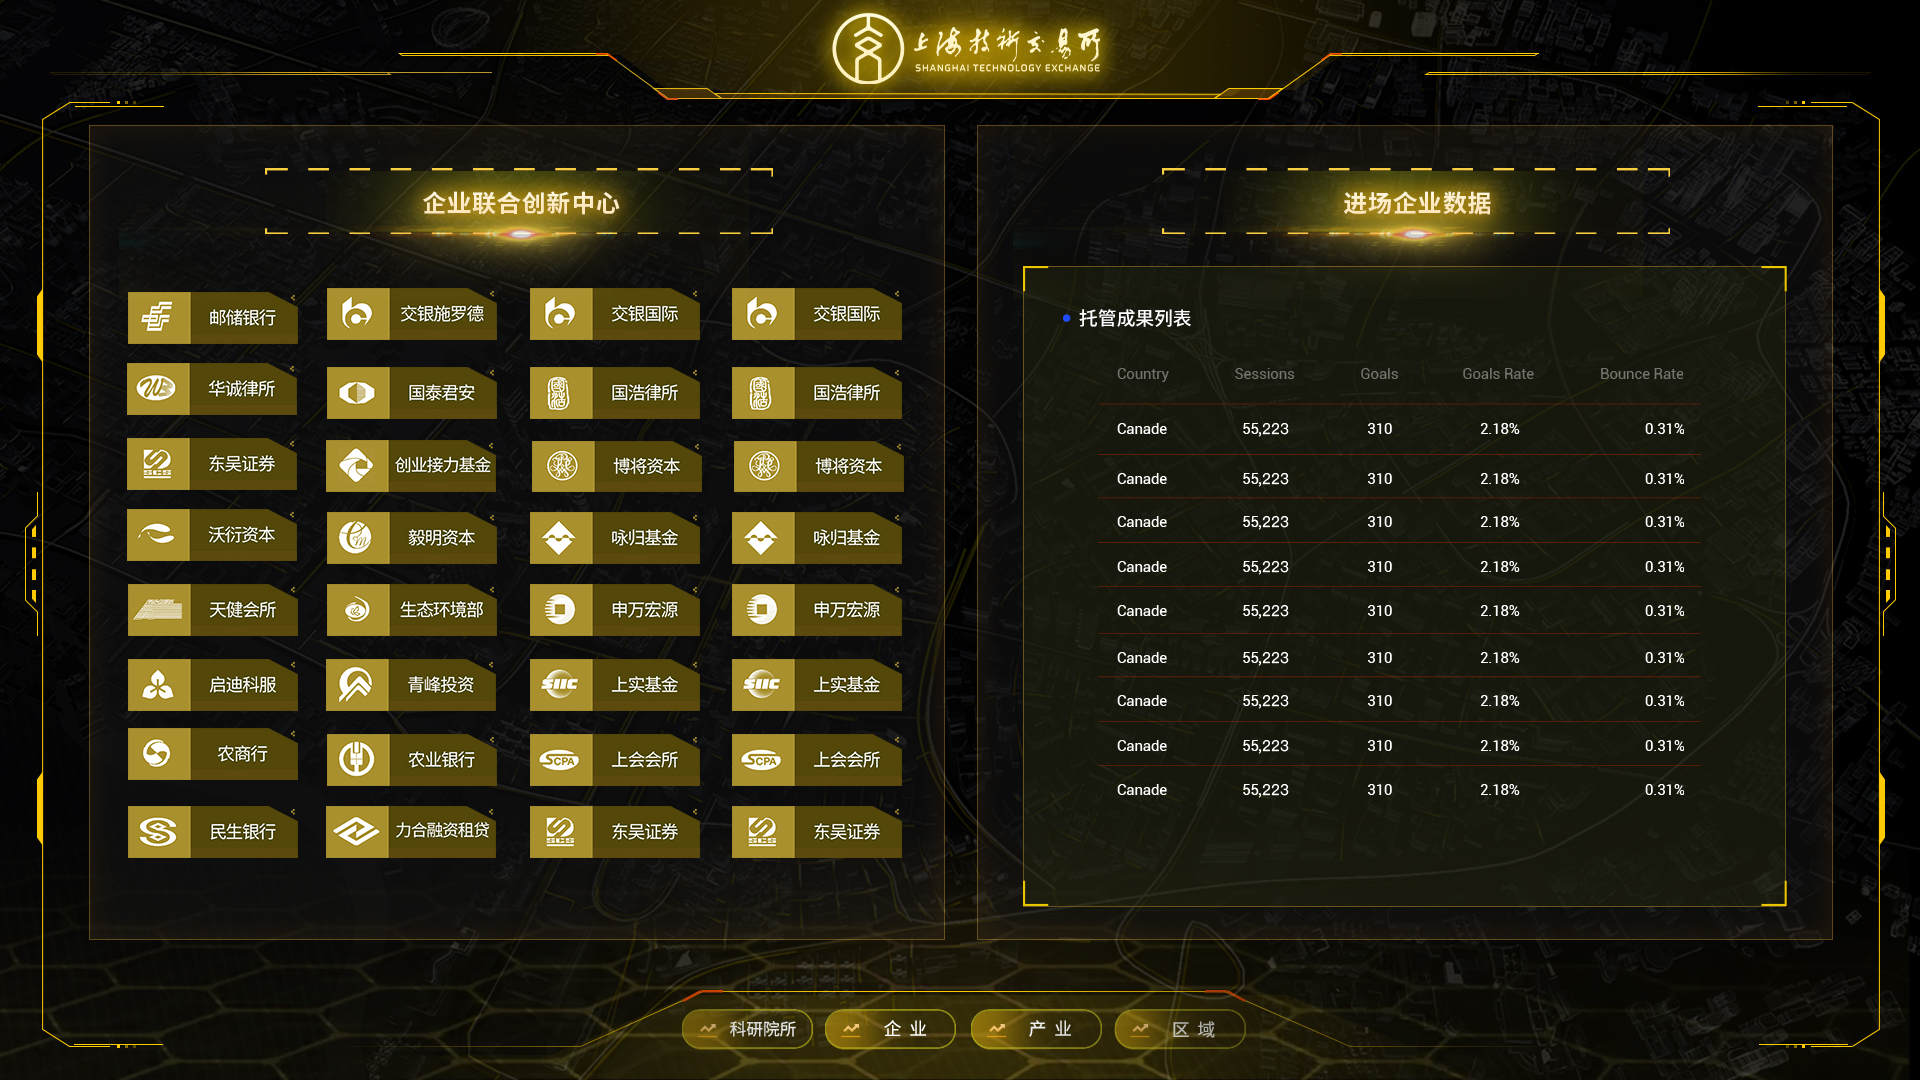 上海技術交易所
SHANGHAI TECHNOLOGY EXCHANGE
企业联合创新中心
邮储银行
交银施罗德
交银国际
交银国际
华诚律所
国泰君安
国浩律所
国浩律所
东吴证券
创业接力基金
博将资本
博将资本
沃衍资本
毅明资本
咏归基金
咏归基金
天健会所
生态环境部
申万宏源
申万宏源
启迪科服
青峰投资
SIIC
上实基金
SIIC
上实基金
农商行
农业银行
SCPA
上会会所
SCPA
上会会所
民生银行
力合融资租贷
东吴证券
东吴证券
进场企业数据
托管成果列表
Country Sessions Goals Goals Rate Bounce Rate
Canade 55,223 310 2.18% 0.31%
Canade 55,223 310 2.18% 0.31%
Canade 55,223 310 2.18% 0.31%
Canade 55,223 310 2.18% 0.31%
Canade 55,223 310 2.18% 0.31%
Canade 55,223 310 2.18% 0.31%
Canade 55,223 310 2.18% 0.31%
Canade 55,223 310 2.18% 0.31%
Canade 55,223 310 2.18% 0.31%
科研院所
企业
产业
区域